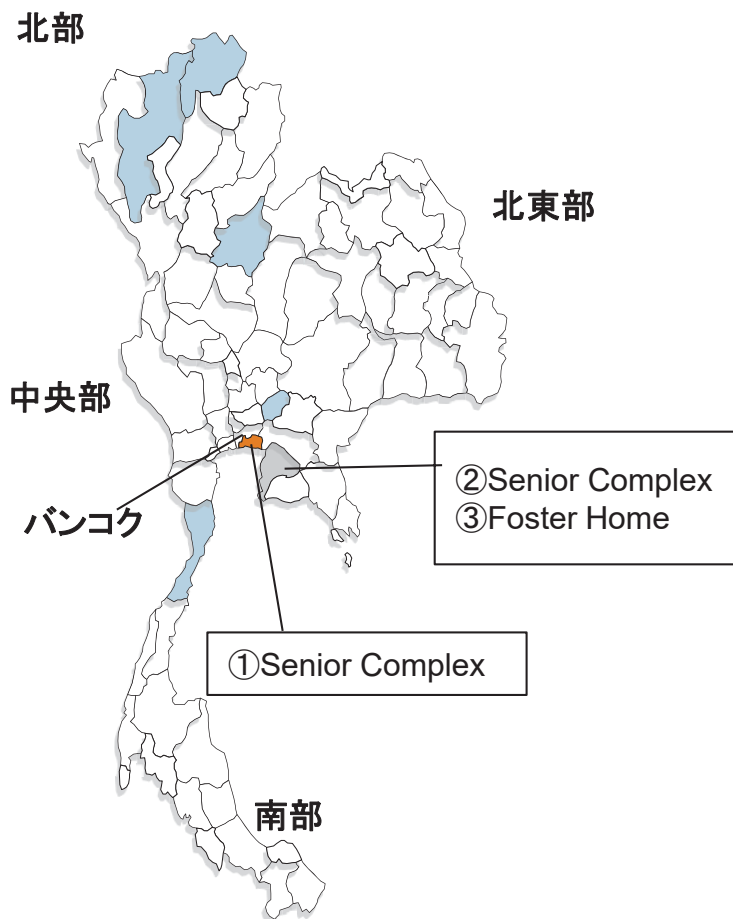 北部
北東部
中央部
②Senior Complex
③Foster Home
バンコク
①Senior Complex
南部